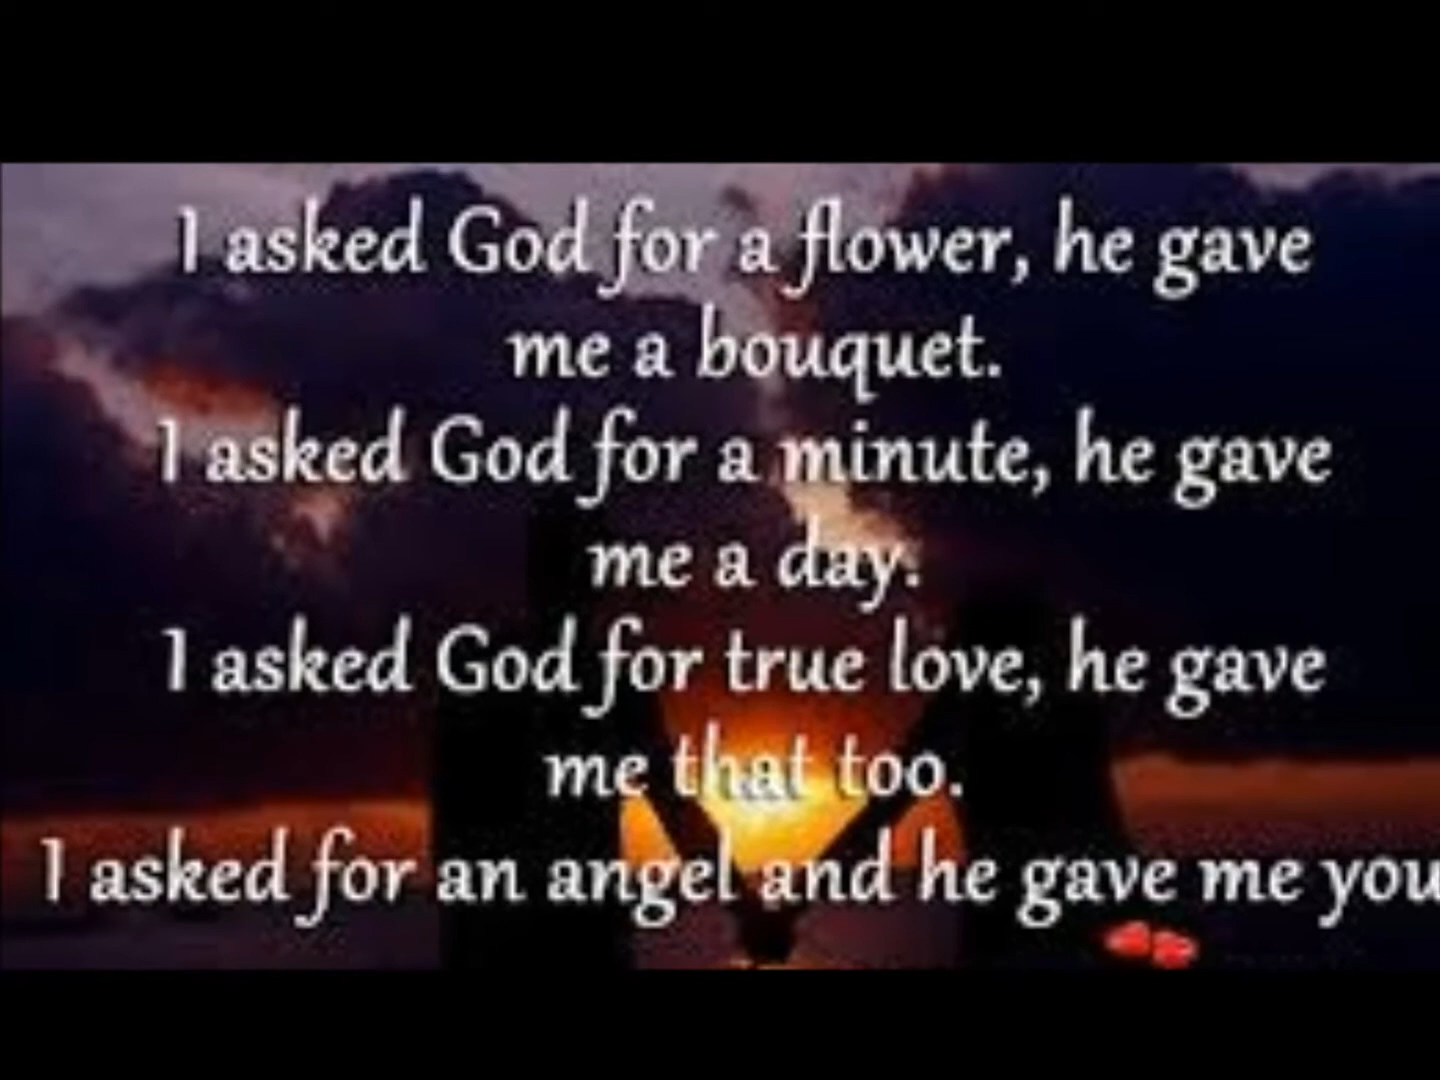 I asked God for a flower, he gave
me a bouquet.
I asked God for a minute, he gave
me a day.
I asked God for true love, he gave
me that too.
I asked for an angel and he gave me you